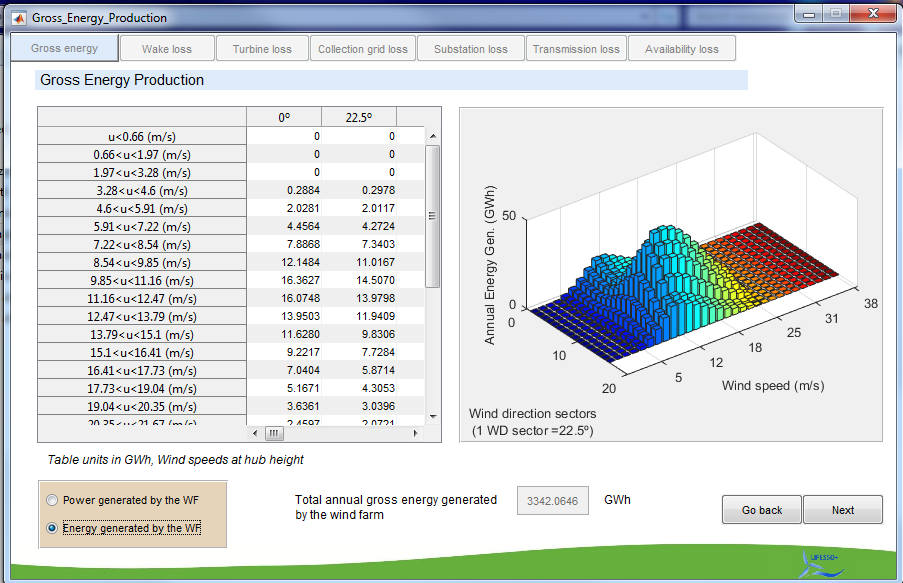 Gross_Energy_Production
Gross energy Wake loss Turbine loss Collection grid loss Substation loss Transmission loss Availability loss
Gross Energy Production
0º 22.5º
u<0.66 (m/s) 0 0
0.66<u<1.97 (m/s) 0 0
1.97<u<3.28 (m/s) 0 0
3.28<u<4.6 (m/s) 0.2884 0.2978
4.6<u<5.91 (m/s) 2.0281 2.0117
5.91<u<7.22 (m/s) 4.4564 4.2724
7.22<u<8.54 (m/s) 7.8868 7.3403
8.54<u<9.85 (m/s) 12.1484 11.0167
9.85<u<11.16 (m/s) 16.3627 14.5070
11.16<u<12.47 (m/s) 16.0748 13.9798
12.47<u<13.79 (m/s) 13.9503 11.9409
13.79<u<15.1 (m/s) 11.6280 9.8306
15.1<u<16.41 (m/s) 9.2217 7.7284
16.41<u<17.73 (m/s) 7.0404 5.8714
17.73<u<19.04 (m/s) 5.1671 4.3053
19.04<u<20.35 (m/s) 3.6361 3.0396
20.35<u<21.67 (m/s) 2.4597 2.0721
Annual Energy Gen. (GWh)
50
0
0
10
20
5
12
18
25
31
38
Wind speed (m/s)
Wind direction sectors
(1 WD sector =22.5º)
Table units in GWh, Wind speeds at hub height
Power generated by the WF
Energy generated by the WF
Total annual gross energy generated
by the wind farm
3342.0646 GWh
Go back Next
LIFES50+